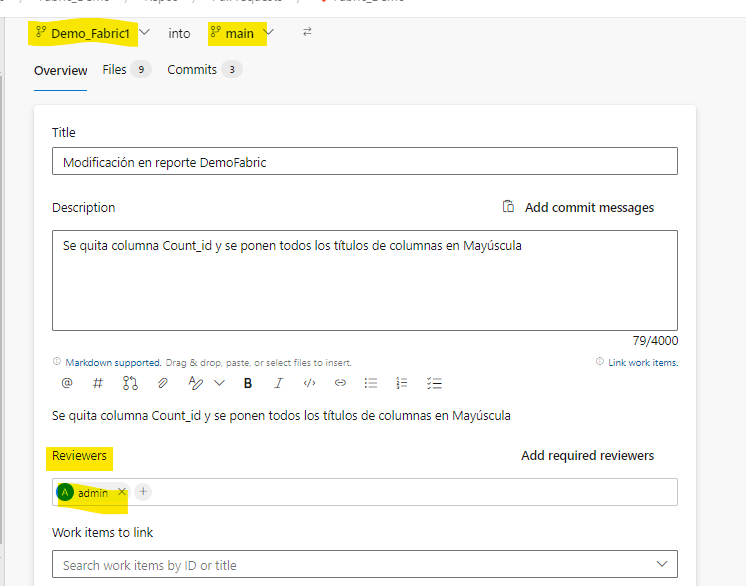 Demo_Fabric1 into main
Overview Files 9 Commits 3
Title
Modificación en reporte DemoFabric
Description Add commit messages
Se quita columna Count_id y se ponen todos los títulos de columnas en Mayúscula
79/4000
Markdown supported. Drag & drop, paste, or select files to insert. Link work items.
Se quita columna Count_id y se ponen todos los títulos de columnas en Mayúscula
Reviewers Add required reviewers
A admin
Work items to link
Search work items by ID or title